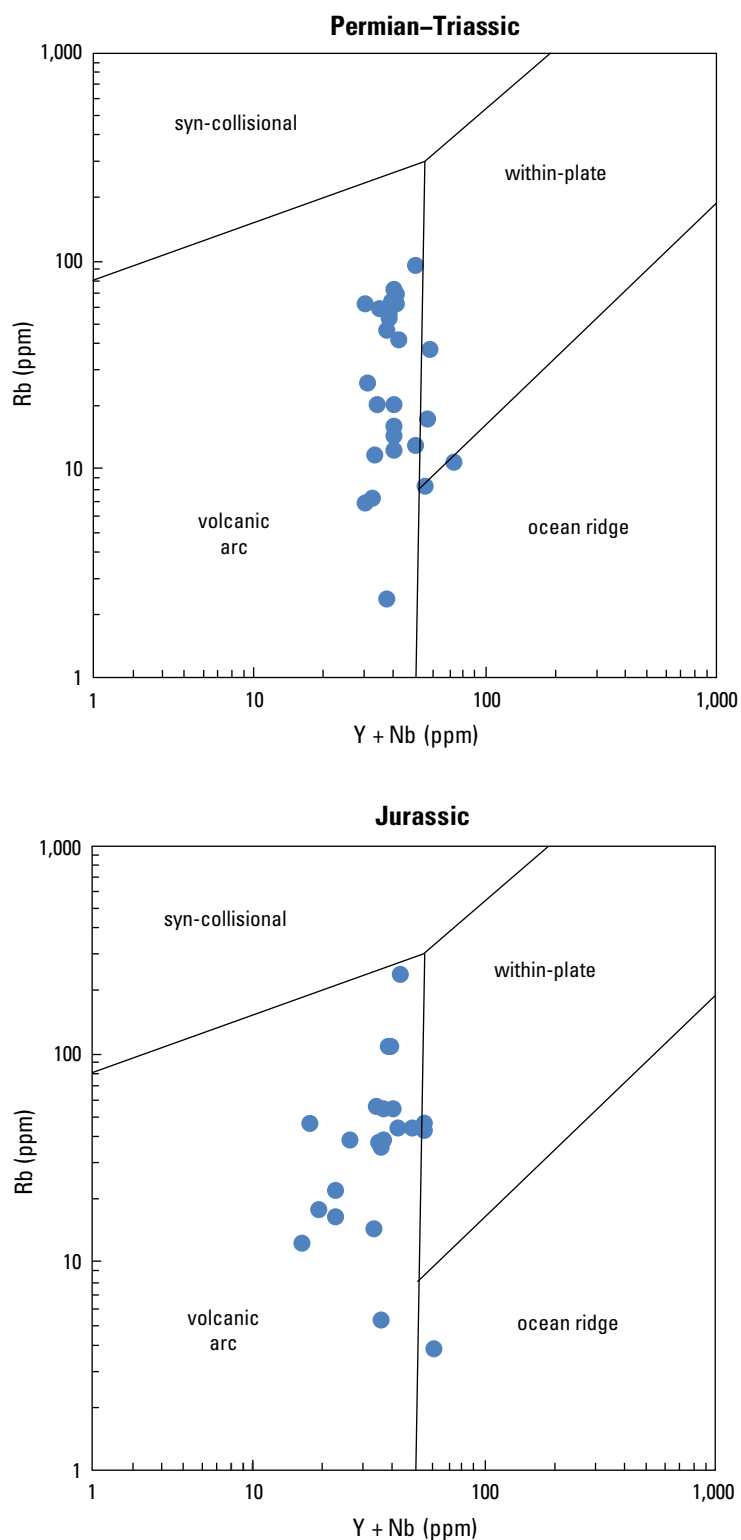 Permian–Triassic
1,000
syn-collisional
within-plate
100
Rb (ppm)
10
volcanic
arc
ocean ridge
1
1
10
100
1,000
Y + Nb (ppm)
Jurassic
1,000
syn-collisional
within-plate
100
Rb (ppm)
10
volcanic
arc
ocean ridge
1
1
10
100
1,000
Y + Nb (ppm)